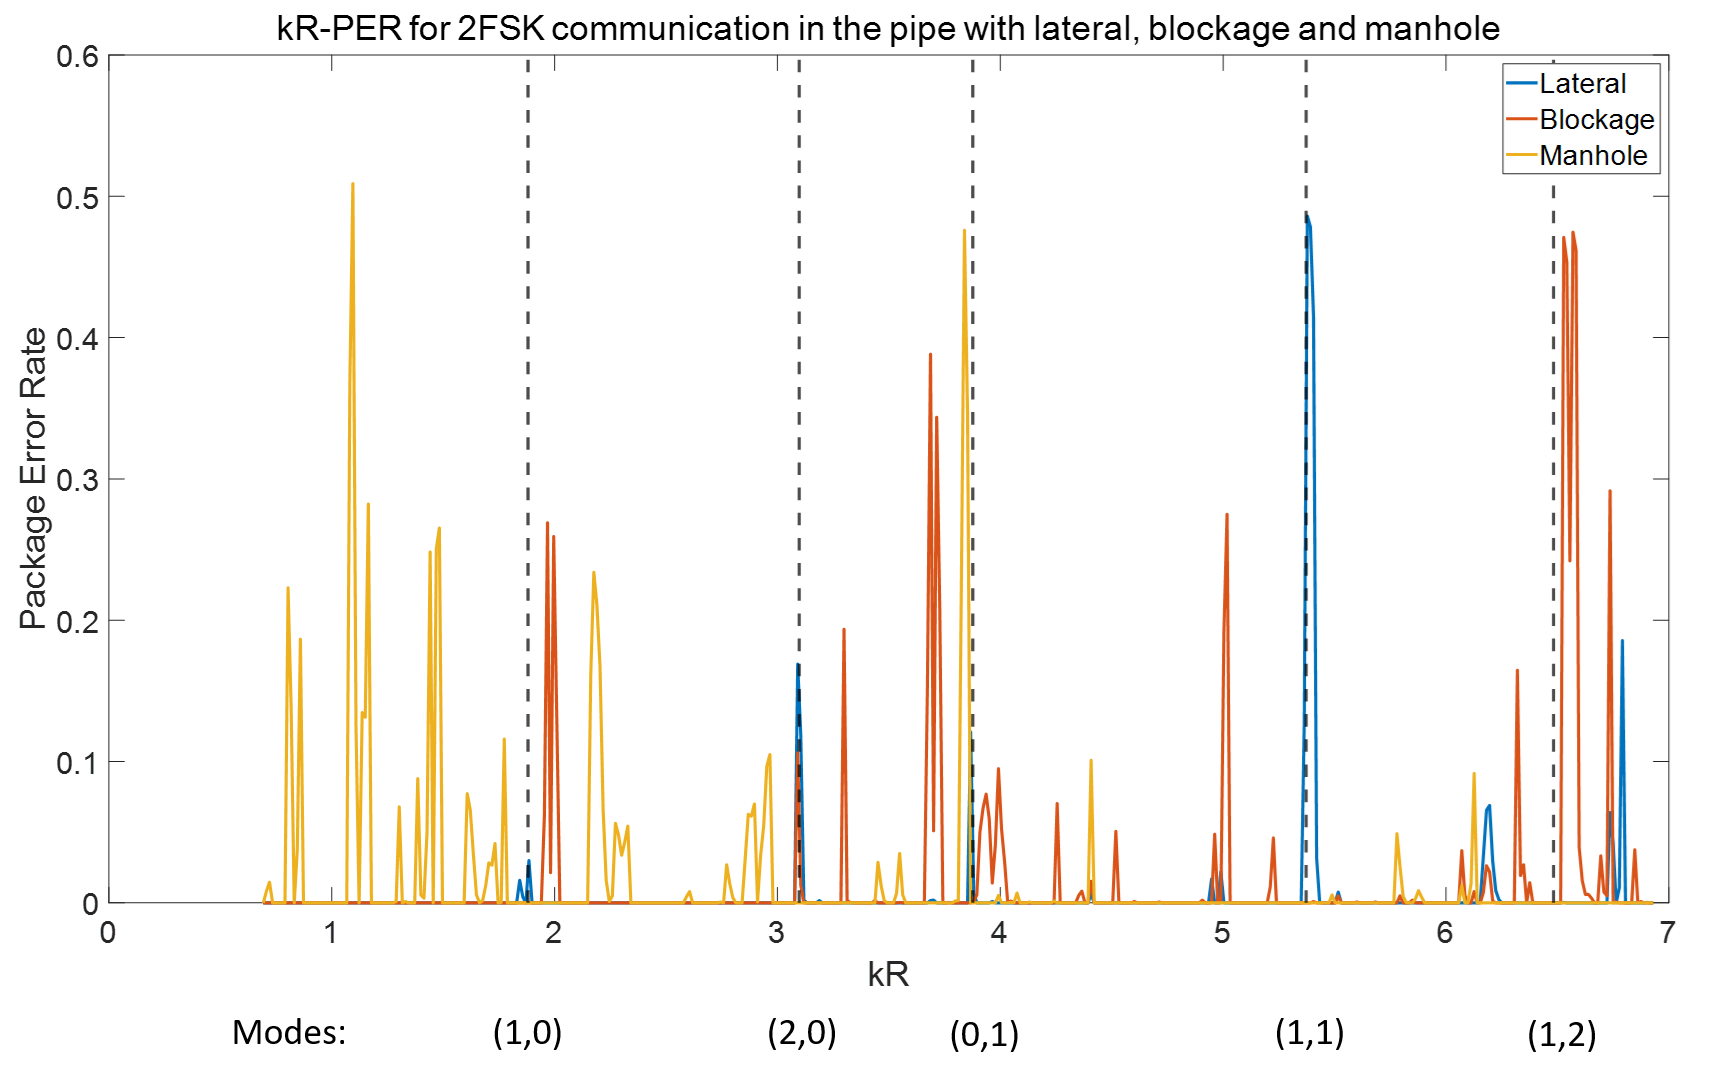 kR-PER for 2FSK communication in the pipe with lateral, blockage and manhole
0.6
0.5
0.4
0.3
0.2
0.1
0
Package Error Rate
Lateral
Blockage
Manhole
0 1 2 3 4 5 6 7
kR
Modes: (1,0) (2,0) (0,1) (1,1) (1,2)